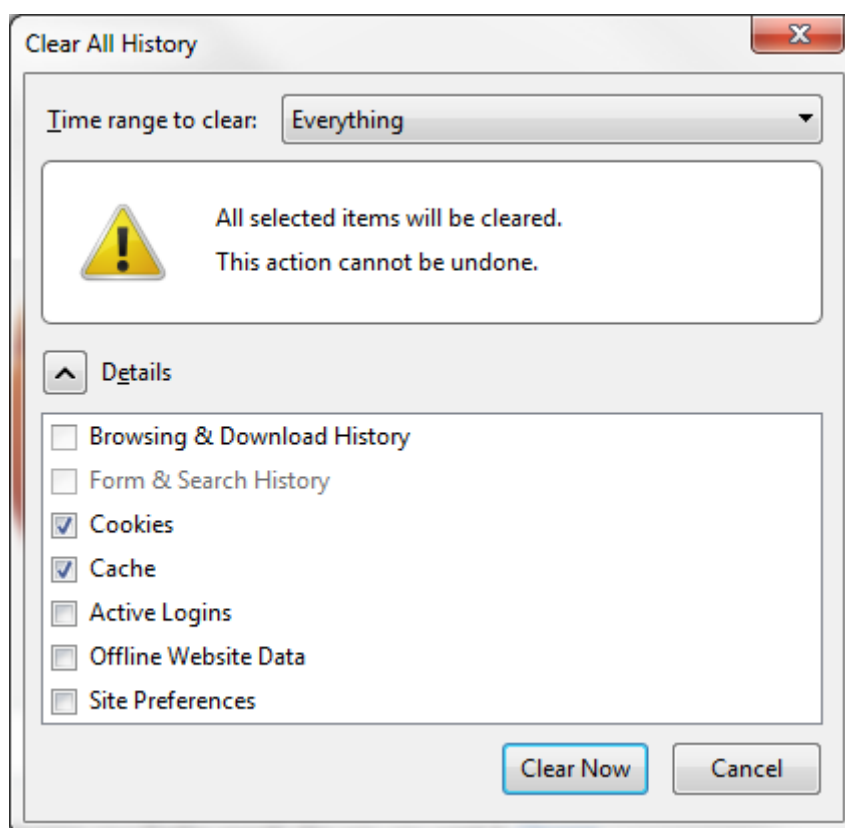 Clear All History
Time range to clear: Everything
All selected items will be cleared.
This action cannot be undone.
Details
Browsing & Download History
Form & Search History
Cookies
Cache
Active Logins
Offline Website Data
Site Preferences
Clear Now Cancel